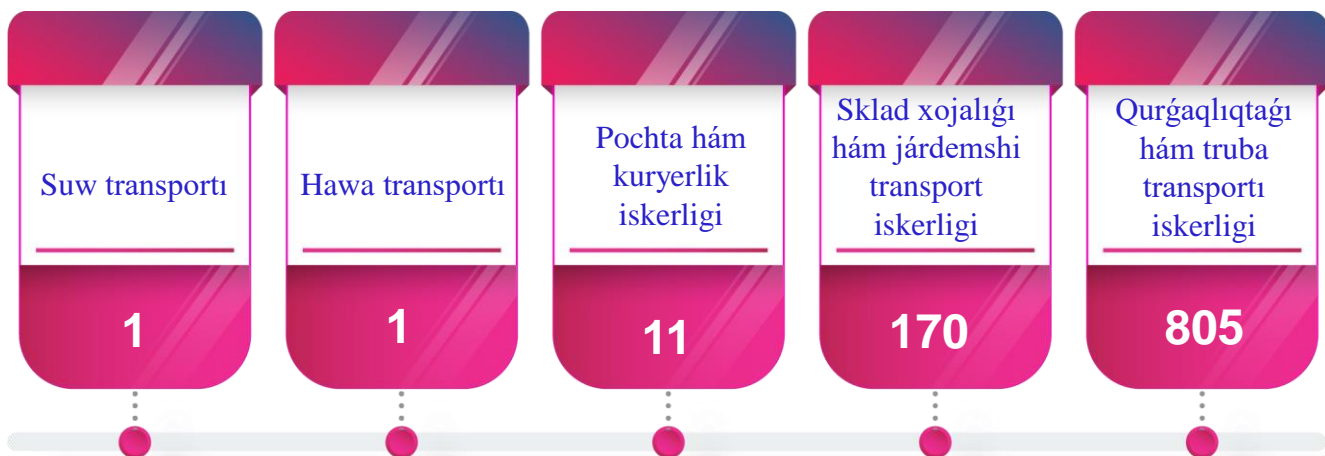 Suw transportı
1
Hawa transportı
1
Pochta hám
kuryerlik
iskerligi
11
Sklad xojalıǵı
hám járdemshi
transport
iskerligi
170
Qurǵaqlıqtaǵı
hám truba
transportı
iskerligi
805